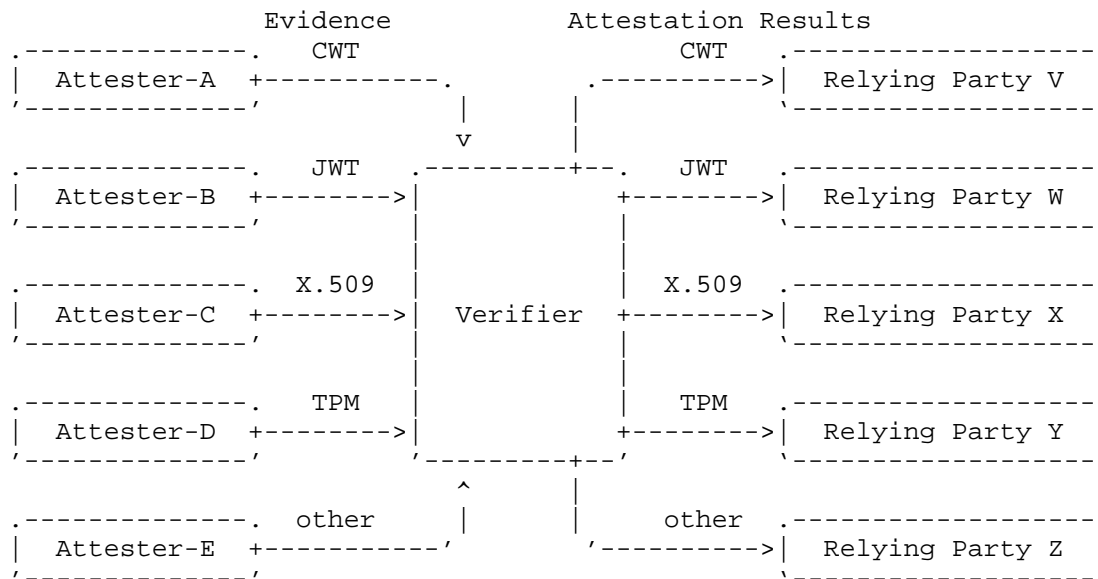 Evidence Attestation Results
CWT CWT
Attester-A Relying Party V
v
JWT JWT
Attester-B Relying Party W
X.509 X.509
Attester-C Verifier Relying Party X
TPM TPM
Attester-D Relying Party Y
other other
Attester-E Relying Party Z